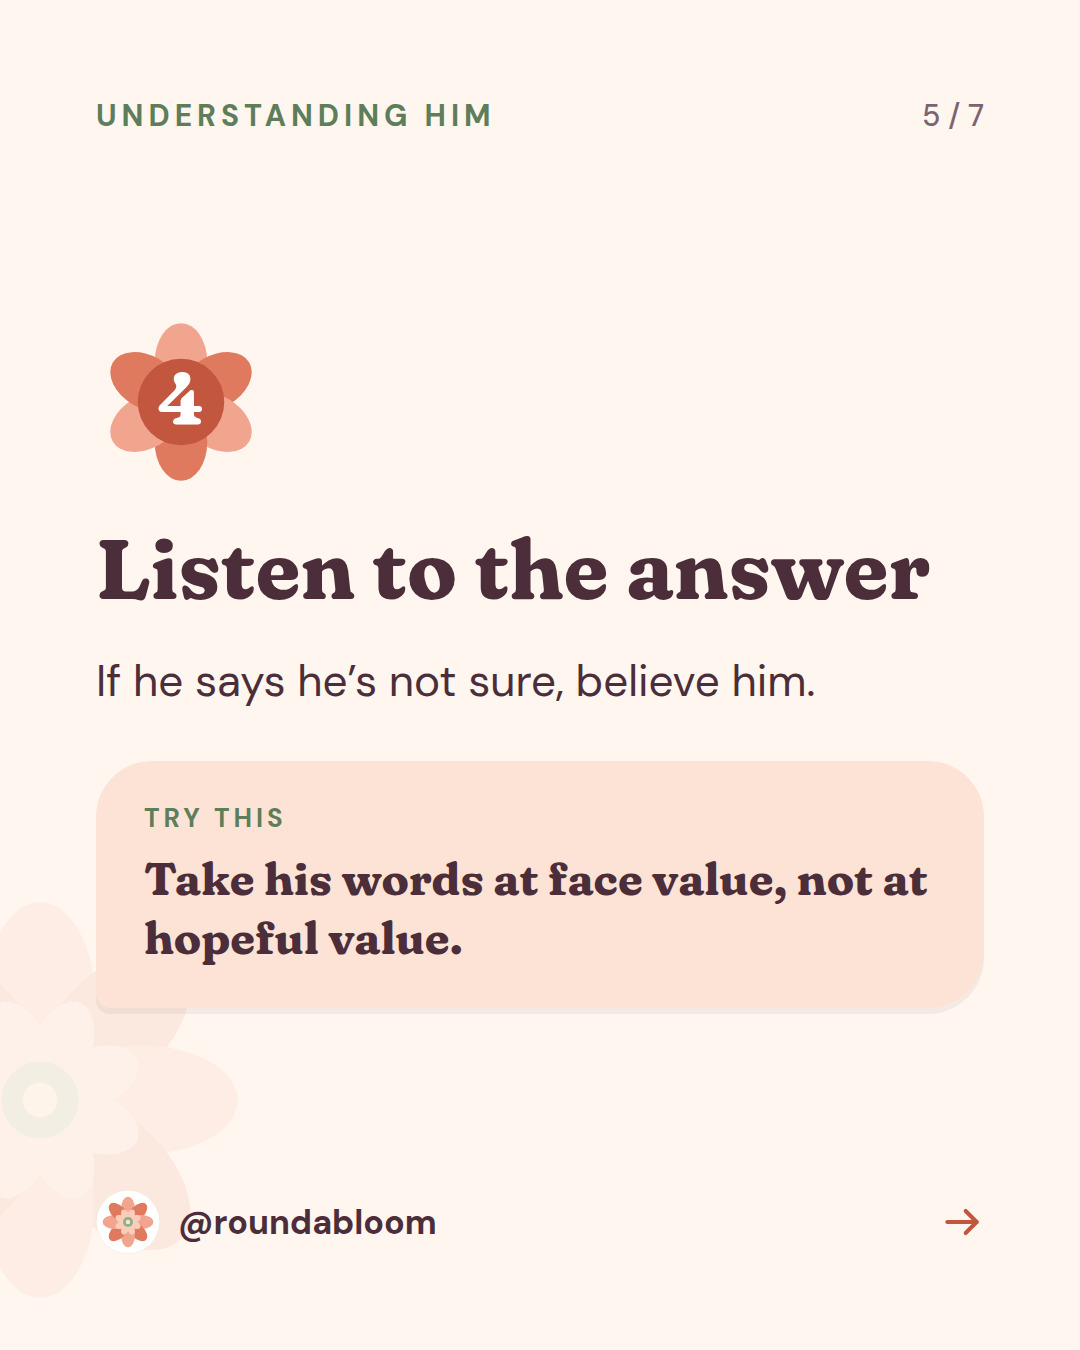 UNDERSTANDING HIM
5 / 7
4
Listen to the answer
If he says he’s not sure, believe him.
TRY THIS
Take his words at face value, not at
hopeful value.
@roundabloom